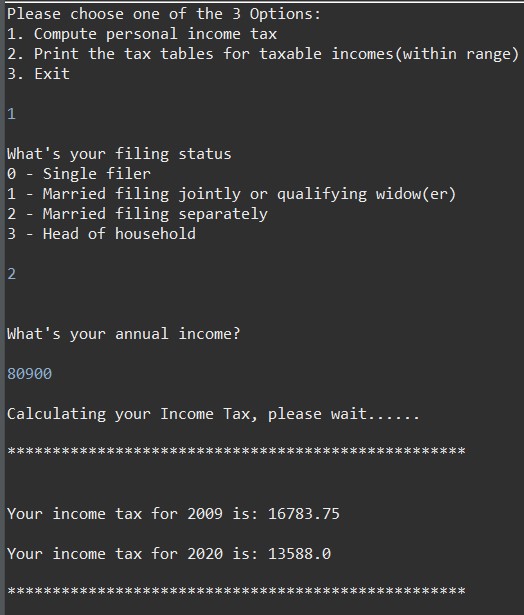 Please choose one of the 3 Options:
1. Compute personal income tax
2. Print the tax tables for taxable incomes(within range)
3. Exit
1
What's your filing status
0 - Single filer
1 - Married filing jointly or qualifying widow(er)
2 - Married filing separately
3 - Head of household
2
What's your annual income?
80900
Calculating your Income Tax, please wait......
***************************************************
Your income tax for 2009 is: 16783.75
Your income tax for 2020 is: 13588.0
***************************************************